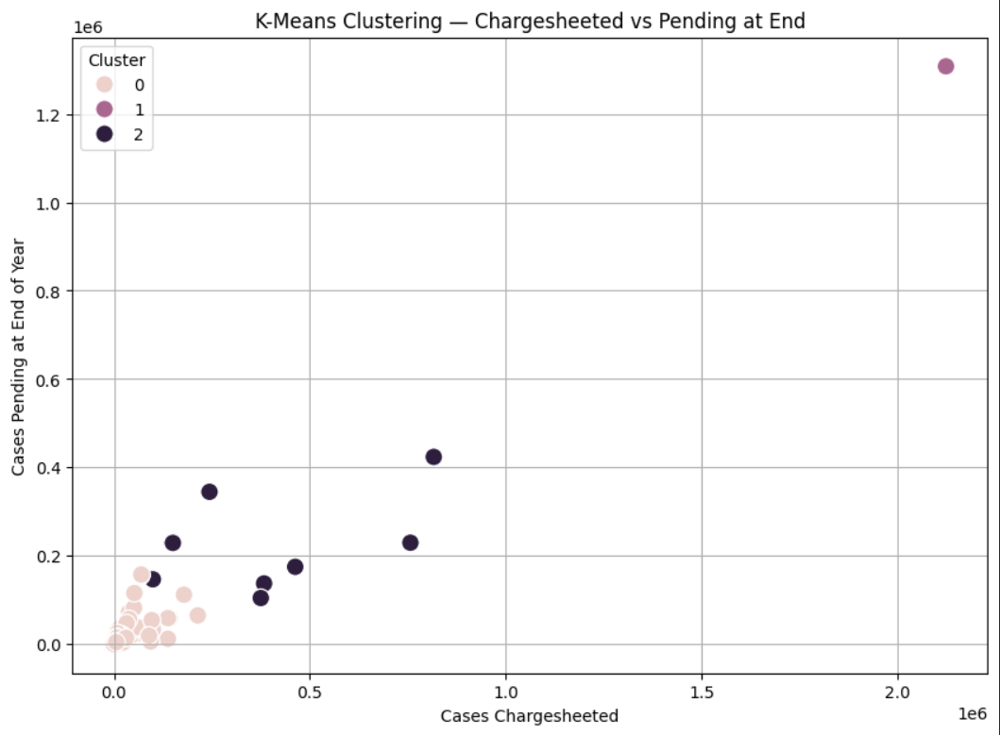 K-Means Clustering — Chargesheeted vs Pending at End
1e6
Cluster
0
1
2
1.2
1.0
0.8
0.6
0.4
0.2
0.0
Cases Pending at End of Year
0.0 0.5 1.0 1.5 2.0
1e6
Cases Chargesheeted